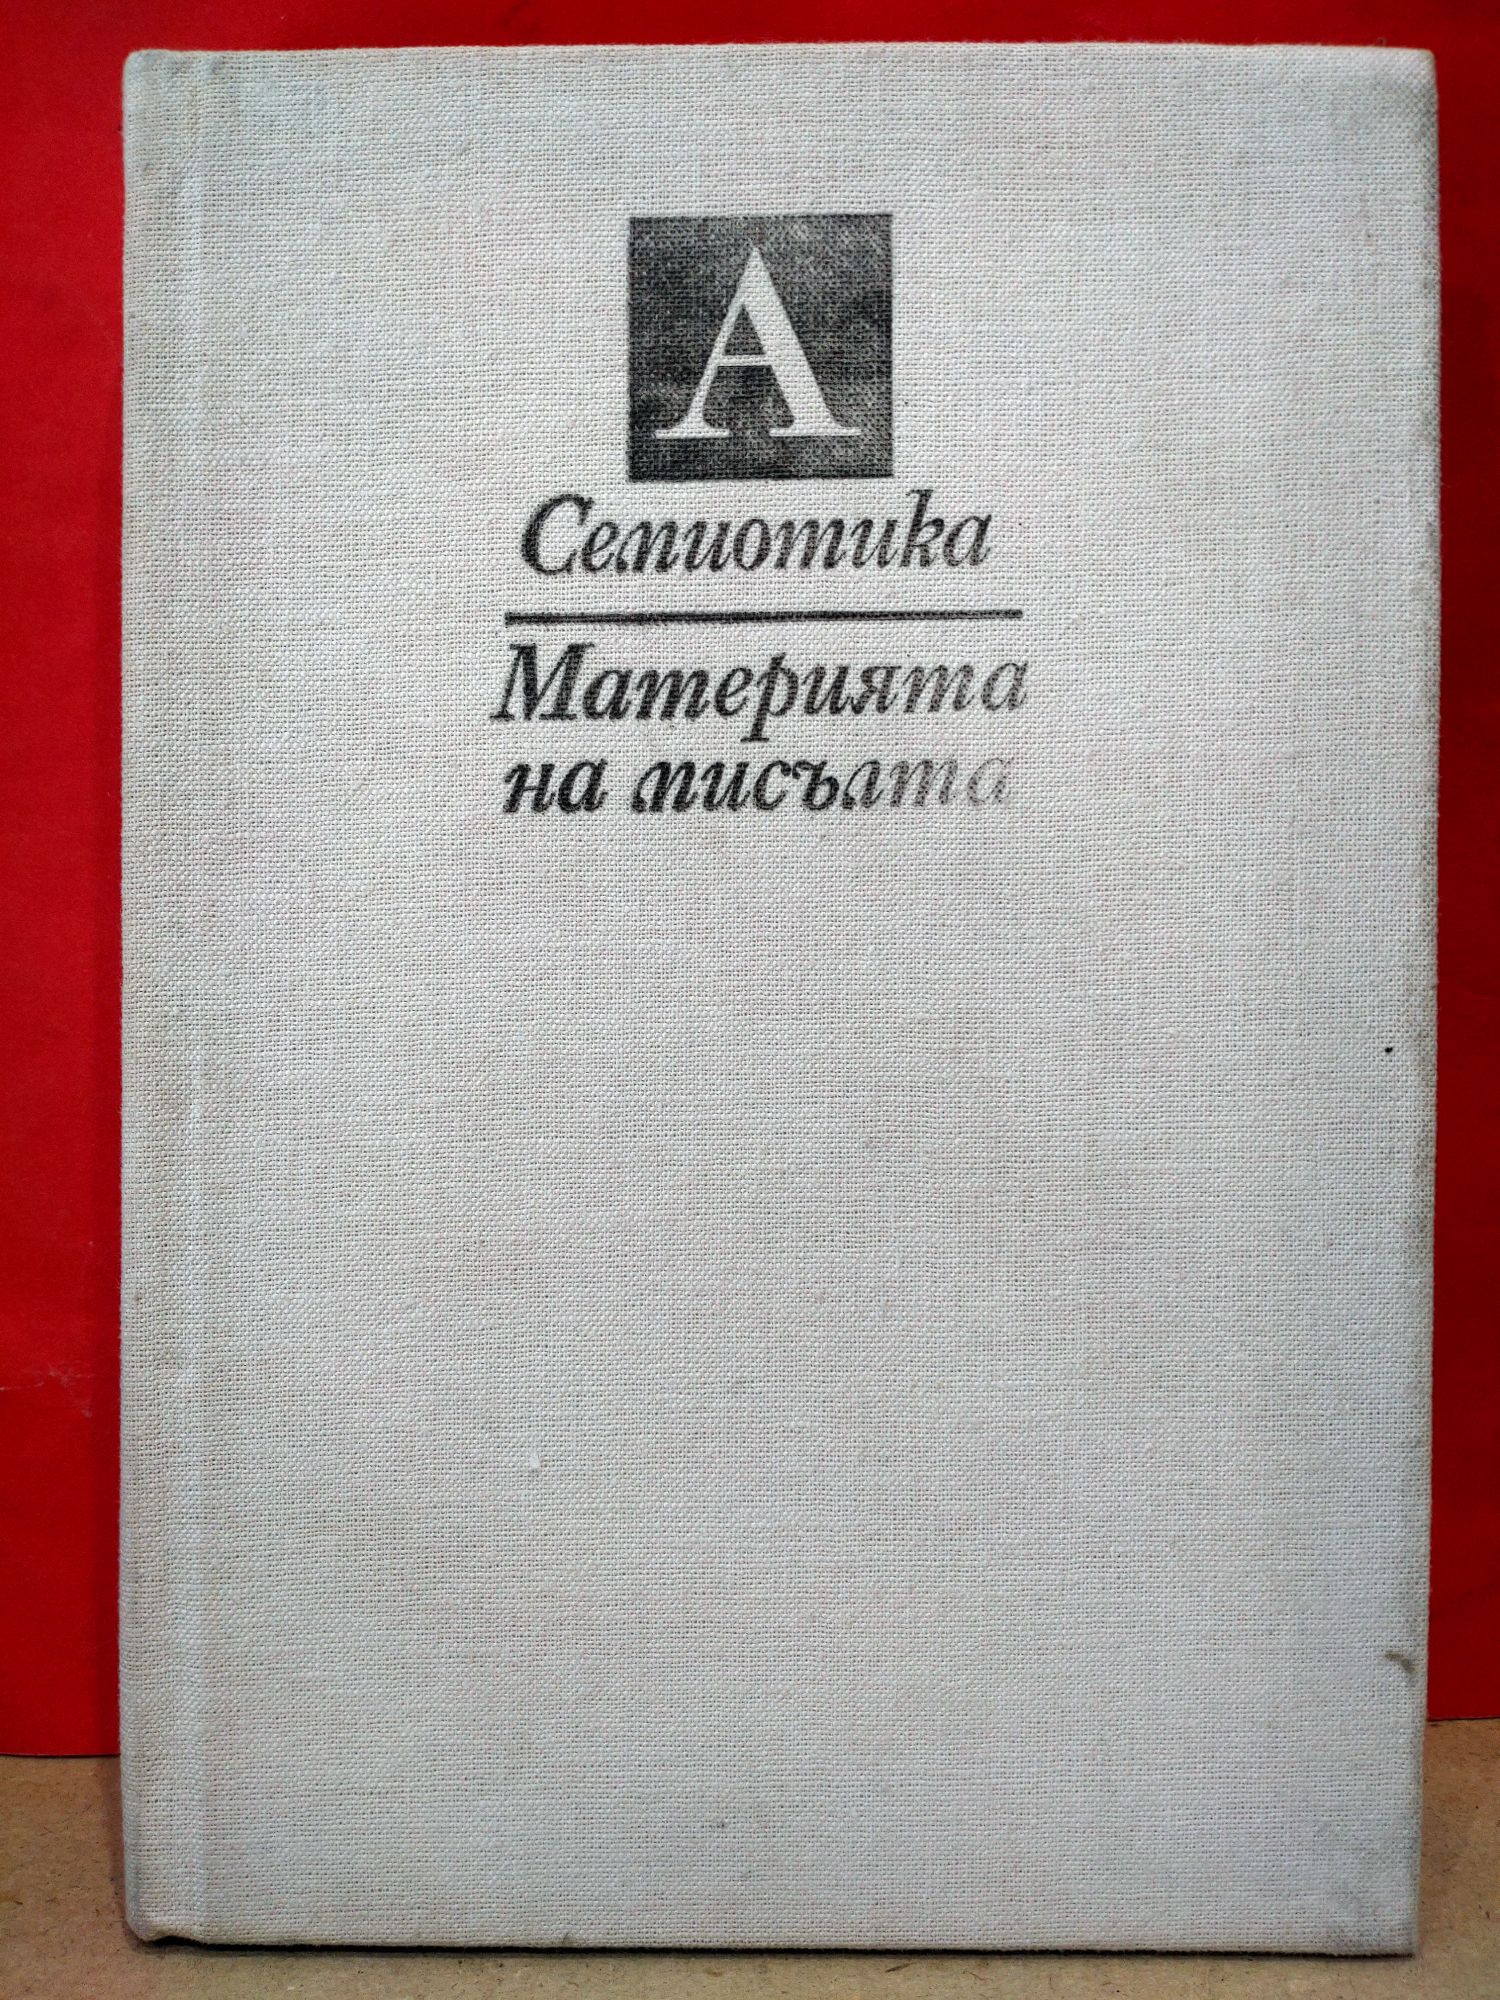 А
Семиотика
Материята
на мисълта